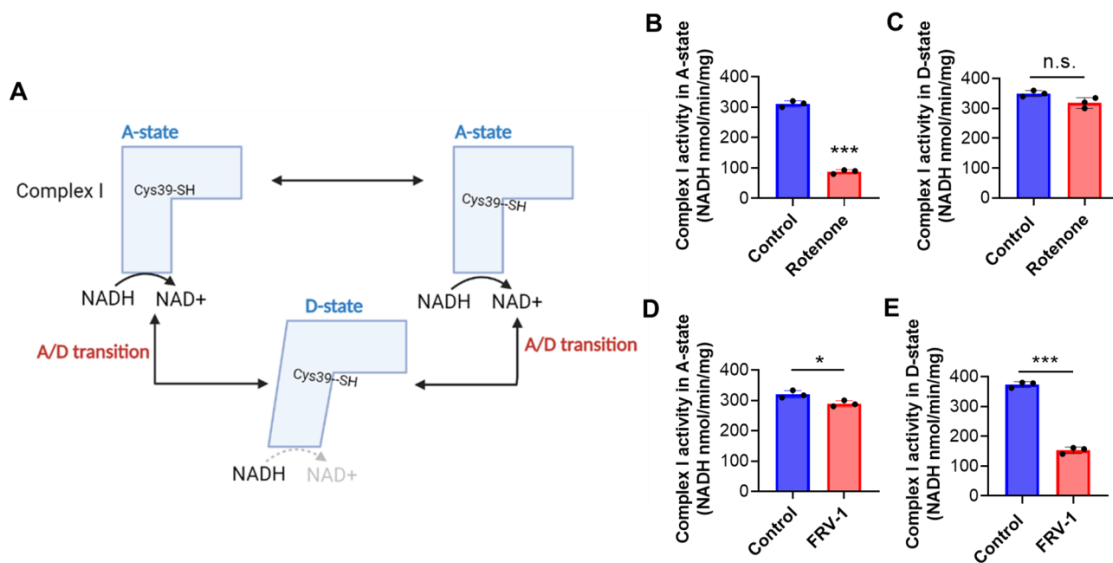 A
A-state
A-state
Complex I
Cys39-SH
Cys39--SH
NADH
NAD+
NADH
NAD+
D-state
A/D transition
A/D transition
Cys39--SH
NADH
NAD+
B
Complex I activity in A-state
(NADH nmol/min/mg)
400
300
200
100
0
***
Control
Rotenone
C
Complex I activity in D-state
(NADH nmol/min/mg)
400
300
200
100
0
n.s.
Control
Rotenone
D
Complex I activity in A-state
(NADH nmol/min/mg)
400
300
200
100
0
*
Control
FRV-1
E
Complex I activity in D-state
(NADH nmol/min/mg)
400
300
200
100
0
***
Control
FRV-1